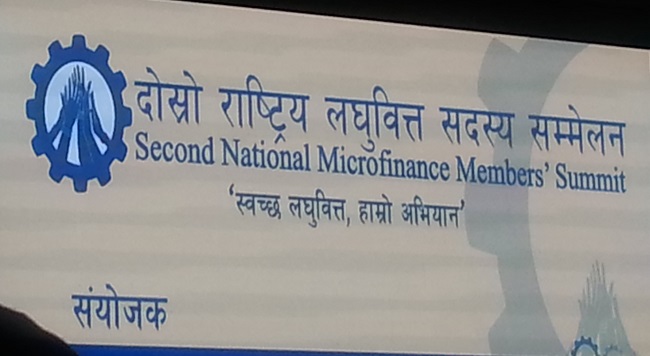 दोस्रो राष्ट्रिय लघुवित्त सदस्य सम्मेलन
Second National Microfinance Members' Summit
'स्वच्छ लघुवित्त, हाम्रो अभियान'
संयोजक